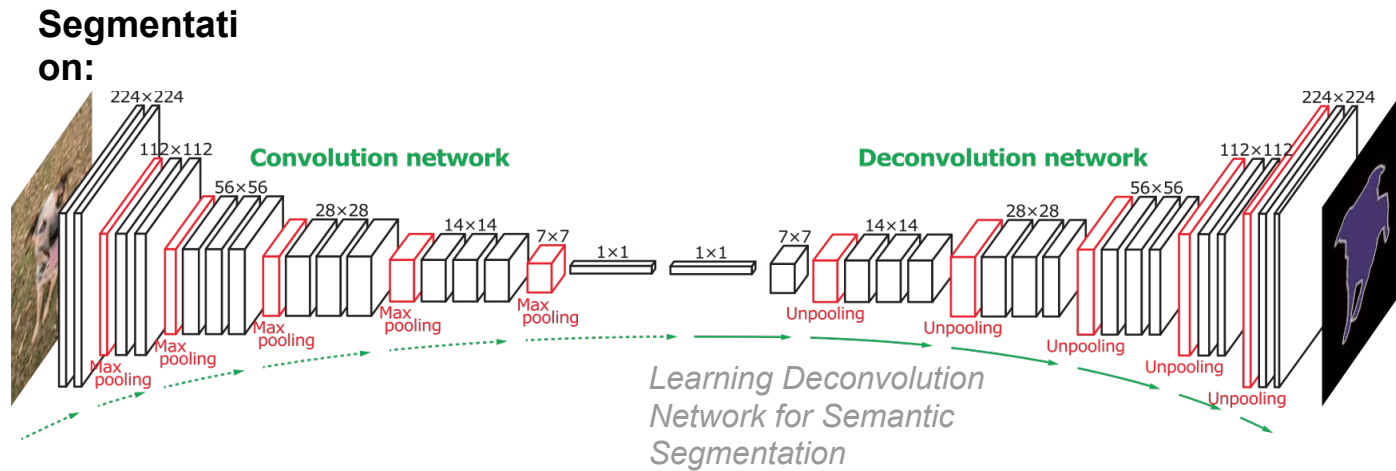 Segmentati
on:
224×224
112×112
56×56
28×28
14×14
7×7
1×1
1×1
7×7
14×14
28×28
56×56
112×112
224×224
Convolution network
Deconvolution network
Max
pooling
Max
pooling
Max
pooling
Max
pooling
Max
pooling
Unpooling
Unpooling
Unpooling
Unpooling
Unpooling
Learning Deconvolution
Network for Semantic
Segmentation